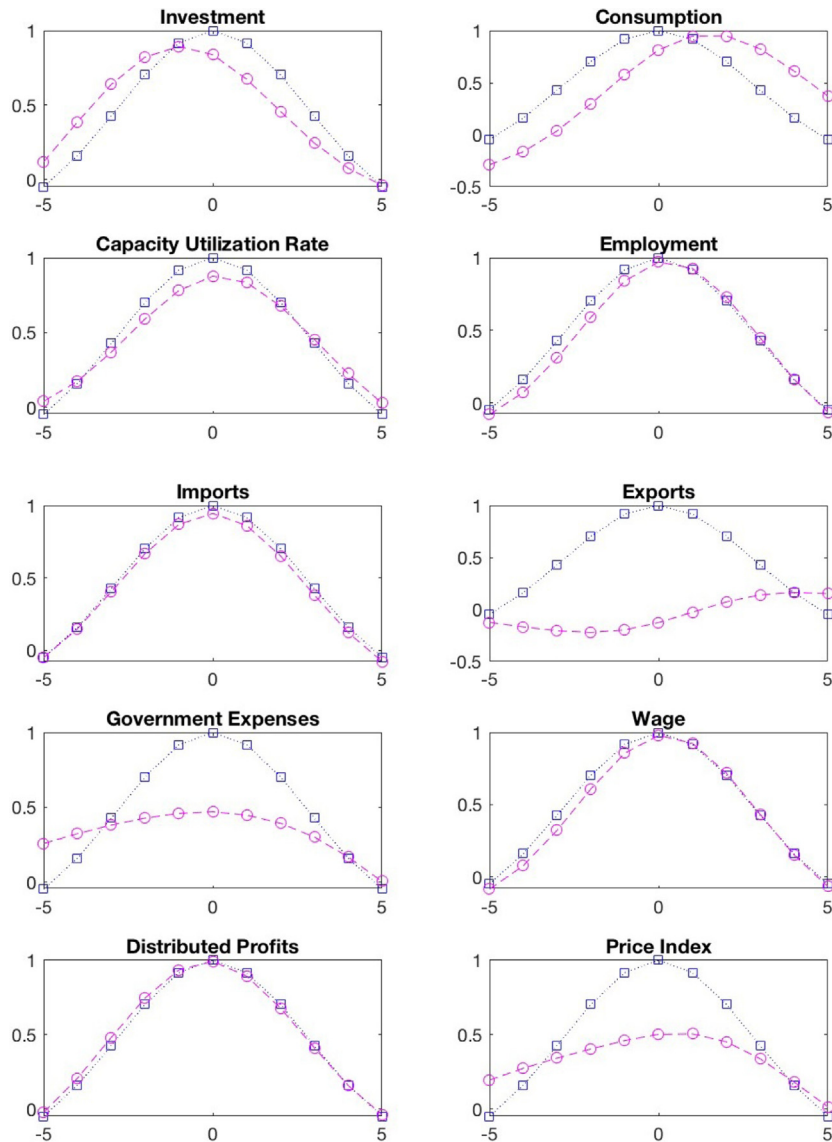 Investment
1
0.5
0
-5 0 5
Consumption
1
0.5
0
-0.5
-5 0 5
Capacity Utilization Rate
1
0.5
0
-5 0 5
Employment
1
0.5
0
-5 0 5
Imports
1
0.5
0
-5 0 5
Exports
1
0.5
0
-0.5
-5 0 5
Government Expenses
1
0.5
0
-5 0 5
Wage
1
0.5
0
-5 0 5
Distributed Profits
1
0.5
0
-5 0 5
Price Index
1
0.5
0
-5 0 5